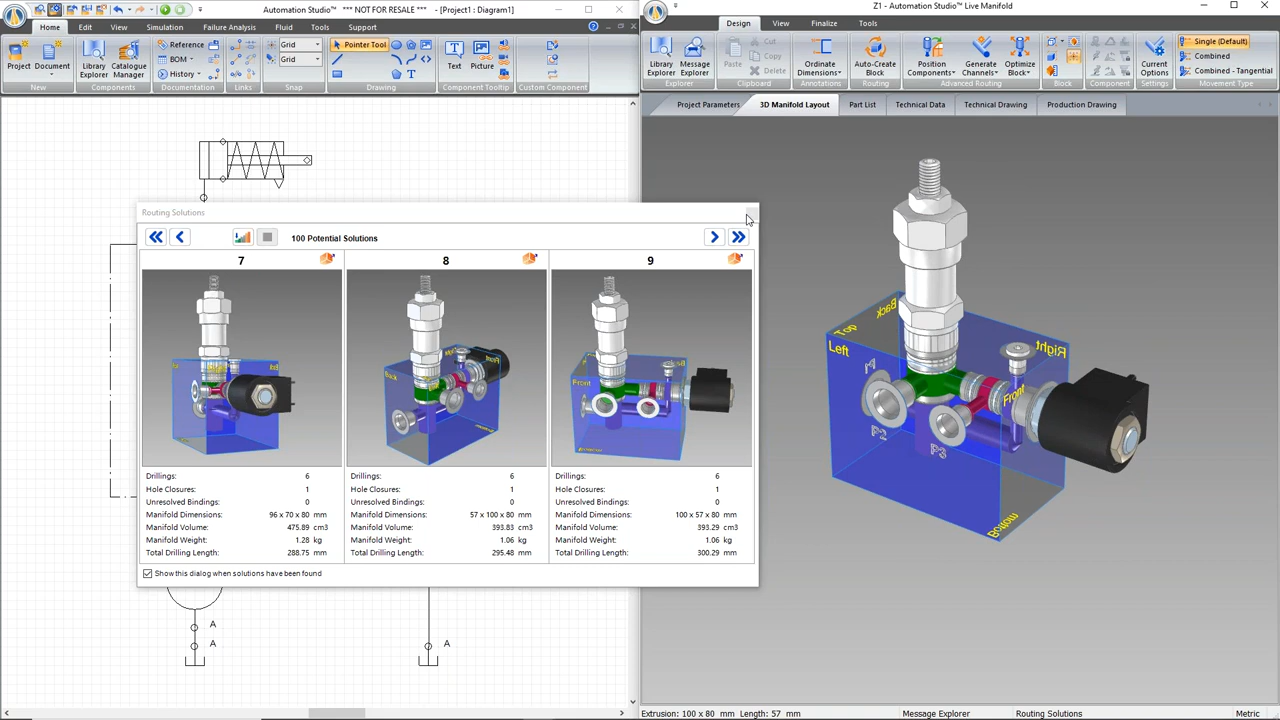 Automation Studio™ *** NOT FOR RESALE *** - [Project1 : Diagram1]
Home Edit View Simulation Failure Analysis Fluid Tools Support
Project Document
New
Library Explorer Catalogue Manager
Components
Reference
BOM
History
Documentation
Links
Grid
Grid
Snap
Pointer Tool
Drawing
Text Picture
Component Tooltip
Custom Component
Z1 - Automation Studio™ Live Manifold
Design View Finalize Tools
Library Explorer Message Explorer
Explorer
Paste
Cut
Copy
Delete
Clipboard
Ordinate Dimensions
Annotations
Auto-Create Block
Routing
Position Components Generate Channels Optimize Block
Advanced Routing
Block
Component
Current Options
Settings
Single (Default)
Combined
Combined - Tangential
Movement Type
Project Parameters 3D Manifold Layout Part List Technical Data Technical Drawing Production Drawing
Routing Solutions
100 Potential Solutions
7 8 9
Drillings: 6 Drillings: 6 Drillings: 6
Hole Closures: 1 Hole Closures: 1 Hole Closures: 1
Unresolved Bindings: 0 Unresolved Bindings: 0 Unresolved Bindings: 0
Manifold Dimensions: 96 x 70 x 80 mm Manifold Dimensions: 57 x 100 x 80 mm Manifold Dimensions: 100 x 57 x 80 mm
Manifold Volume: 475.89 cm3 Manifold Volume: 393.83 cm3 Manifold Volume: 393.29 cm3
Manifold Weight: 1.28 kg Manifold Weight: 1.06 kg Manifold Weight: 1.06 kg
Total Drilling Length: 288.75 mm Total Drilling Length: 295.48 mm Total Drilling Length: 300.29 mm
Show this dialog when solutions have been found
A
A
A
Top
Back
Left
Right
Front
P2
P3
Bottom
Extrusion: 100 x 80 mm Length: 57 mm Message Explorer Routing Solutions Metric